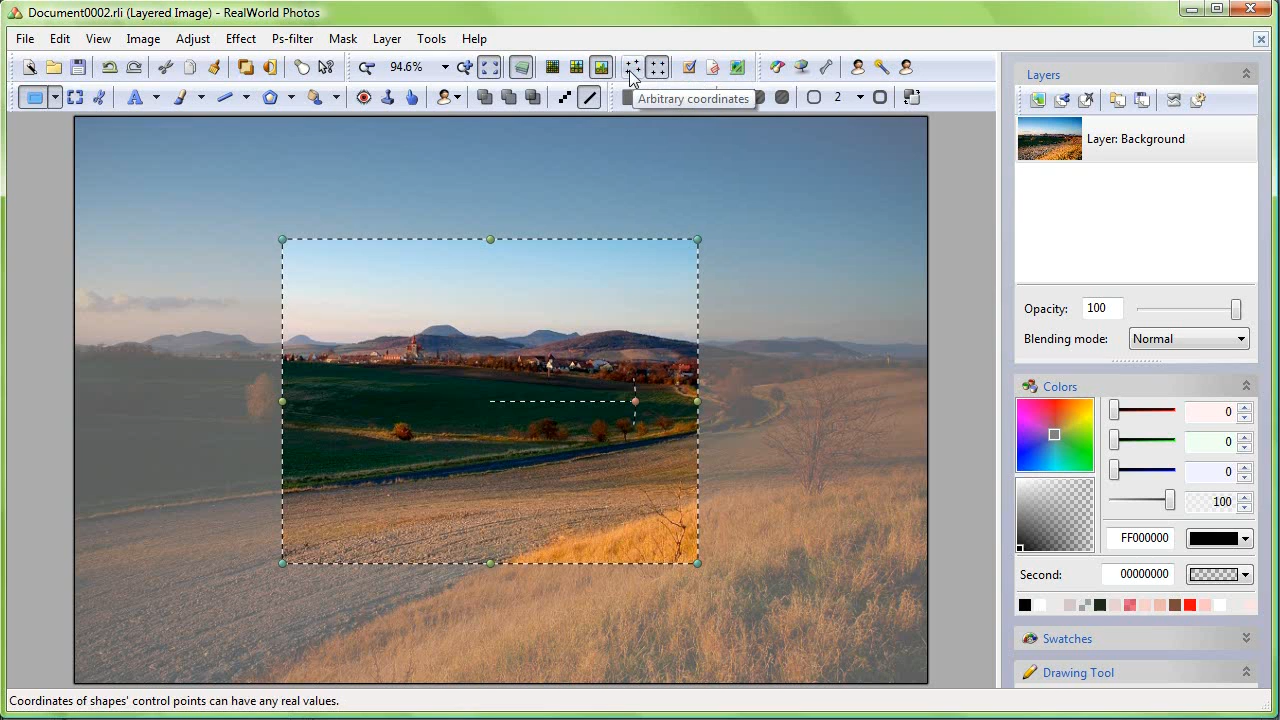 Document0002.rli (Layered Image) - RealWorld Photos
File Edit View Image Adjust Effect Ps-filter Mask Layer Tools Help
94.6%
2
Arbitrary coordinates
Layers
Layer: Background
Opacity: 100
Blending mode: Normal
Colors
0
0
0
100
FF000000
Second: 00000000
Swatches
Drawing Tool
Coordinates of shapes' control points can have any real values.